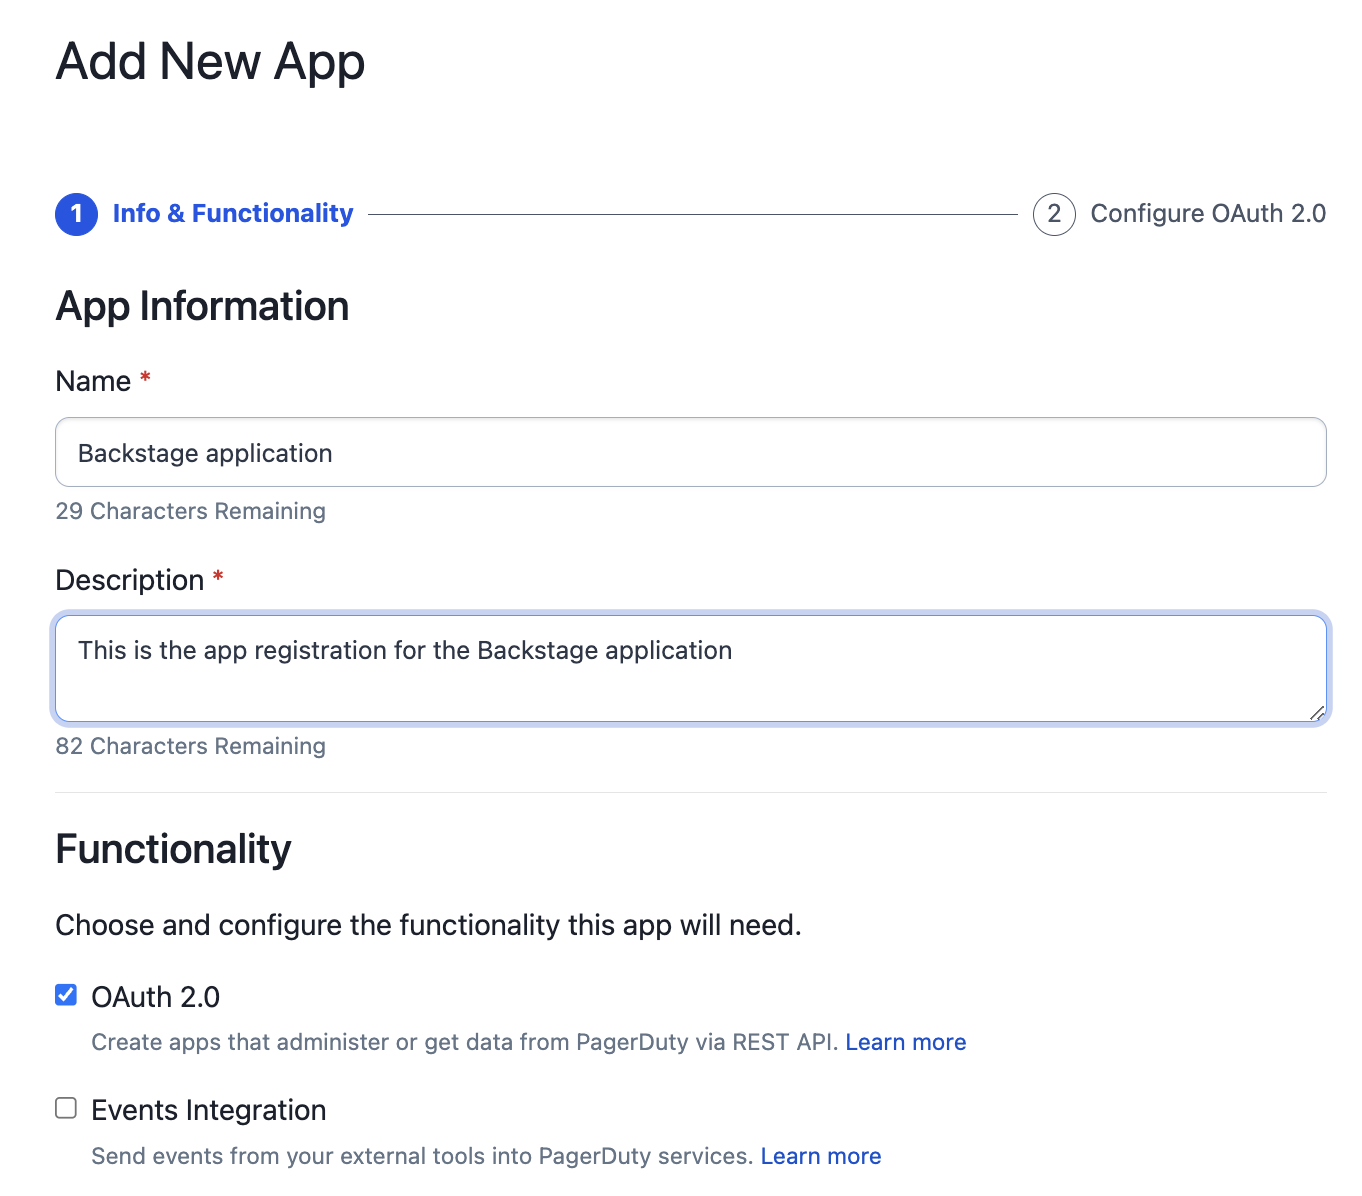 Add New App
1 Info & Functionality
2 Configure OAuth 2.0
App Information
Name *
Backstage application
29 Characters Remaining
Description *
This is the app registration for the Backstage application
82 Characters Remaining
Functionality
Choose and configure the functionality this app will need.
OAuth 2.0
Create apps that administer or get data from PagerDuty via REST API. Learn more
Events Integration
Send events from your external tools into PagerDuty services. Learn more